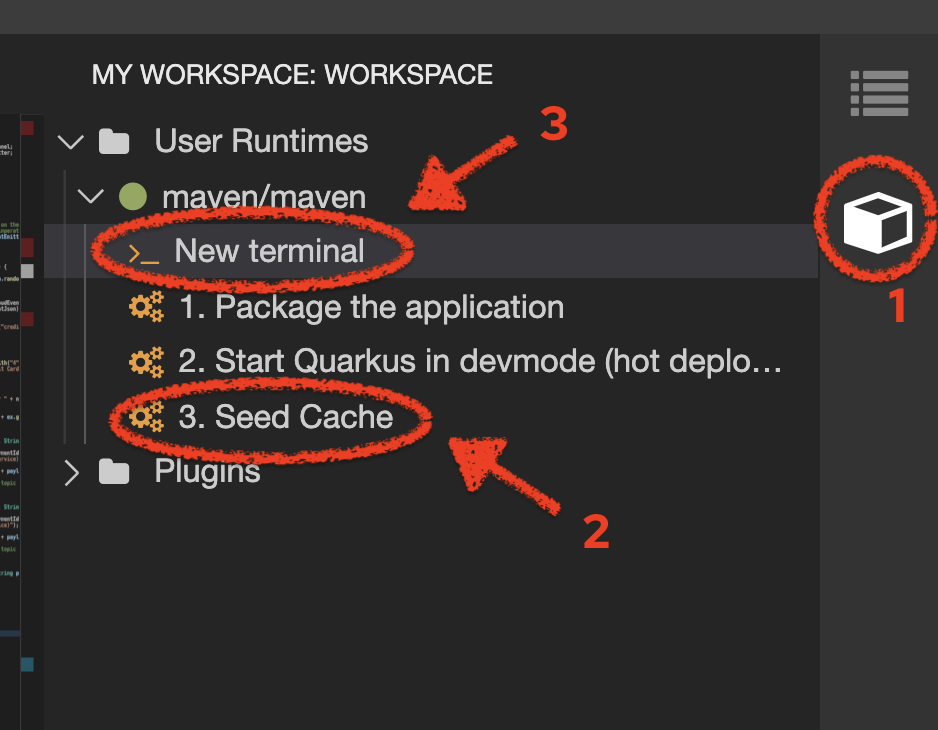 MY WORKSPACE: WORKSPACE
3
User Runtimes
maven/maven
>_ New terminal
1
1. Package the application
2. Start Quarkus in devmode (hot deplo...
3. Seed Cache
Plugins
2